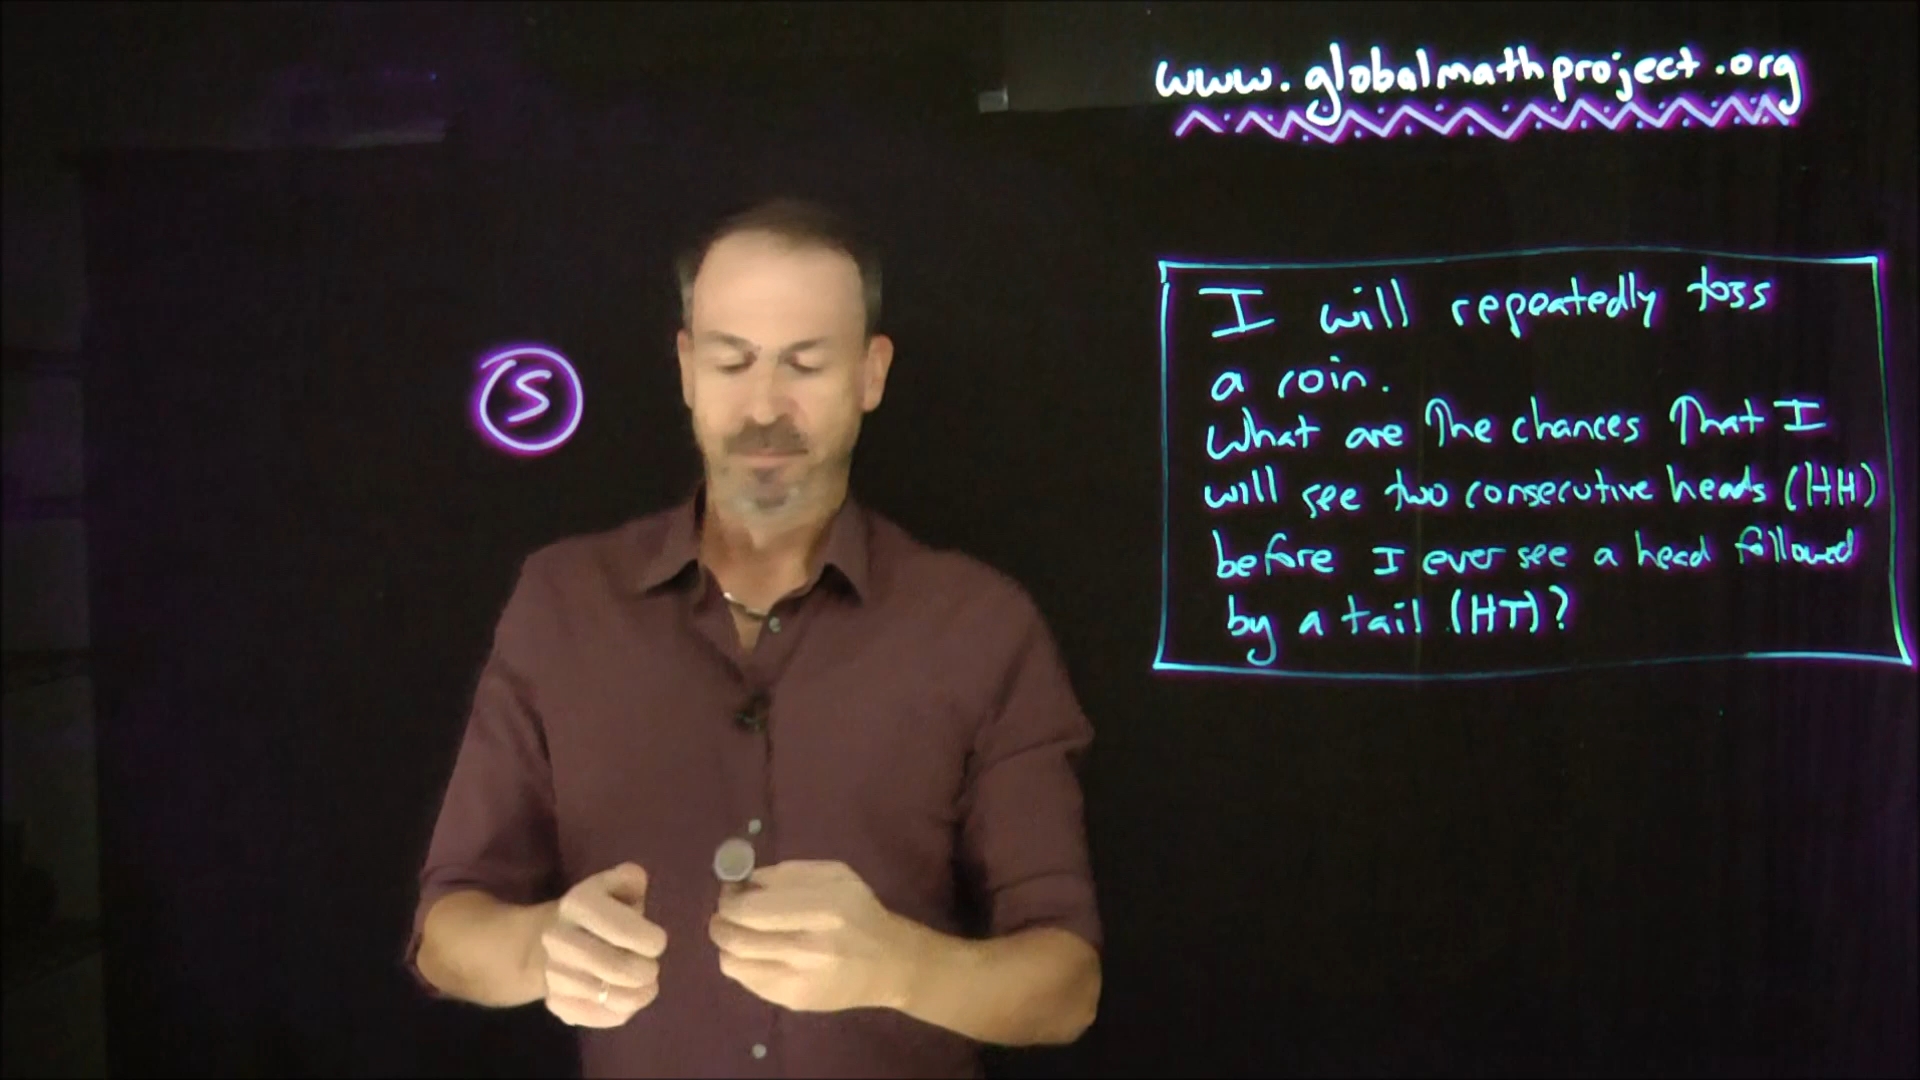 www.globalmathproject.org
S
I will repeatedly toss
a coin.
What are the chances that I
will see two consecutive heads (HH)
before I ever see a head followed
by a tail (HT)?